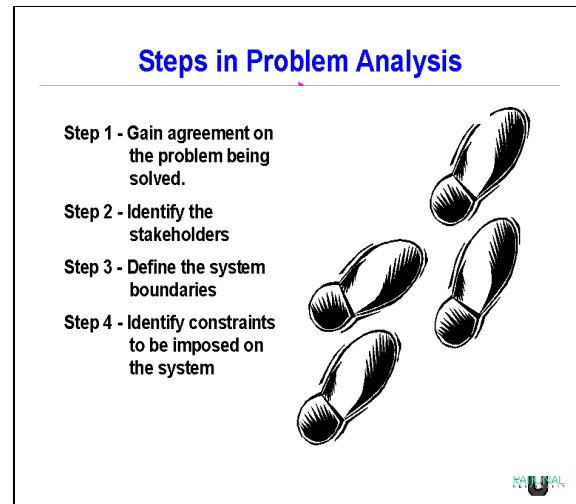 Steps in Problem Analysis
Step 1 - Gain agreement on
the problem being
solved.
Step 2 - Identify the
stakeholders
Step 3 - Define the system
boundaries
Step 4 - Identify constraints
to be imposed on
the system
RATIONAL